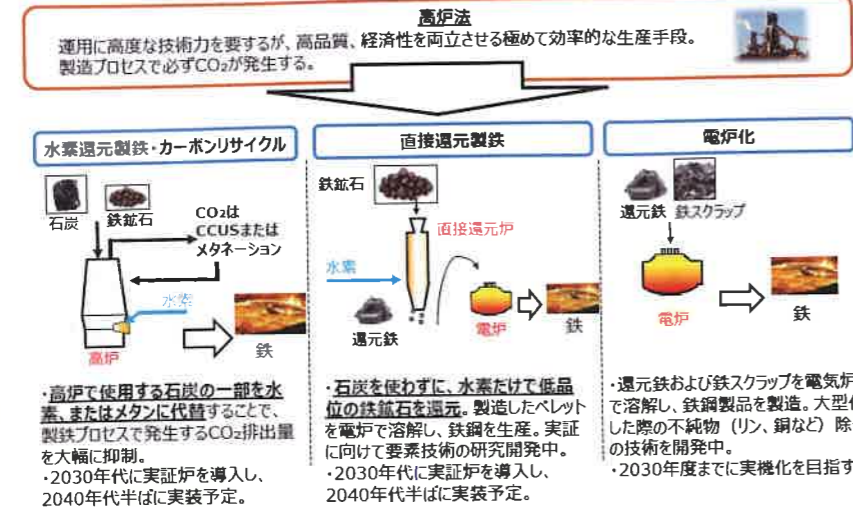 高炉法
運用に高度な技術力を要するが、高品質、経済性を両立させる極めて効率的な生産手段。
製造プロセスで必ずCO₂が発生する。
水素還元製鉄・カーボンリサイクル
石炭
鉄鉱石
CO2は
CCUSまたは
メタネーション
水素
高炉
鉄
・高炉で使用する石炭の一部を水
素、またはメタンに代替することで、
製鉄プロセスで発生するCO₂排出量
を大幅に抑制。
・2030年代に実証炉を導入し、
2040年代半ばに実装予定。
直接還元製鉄
鉄鉱石
直接還元炉
水素
還元鉄
電炉
鉄
・石炭を使わずに、水素だけで低品
位の鉄鉱石を還元。製造したペレット
を電炉で溶解し、鉄鋼を生産。実証
に向けて要素技術の研究開発中。
・2030年代に実証炉を導入し、
2040年代半ばに実装予定。
電炉化
還元鉄
鉄スクラップ
電炉
鉄
・還元鉄および鉄スクラップを電気炉
で溶解し、鉄鋼製品を製造。大型
した際の不純物（リン、銅など）除
の技術を開発中。
・2030年度までに実機化を目指す